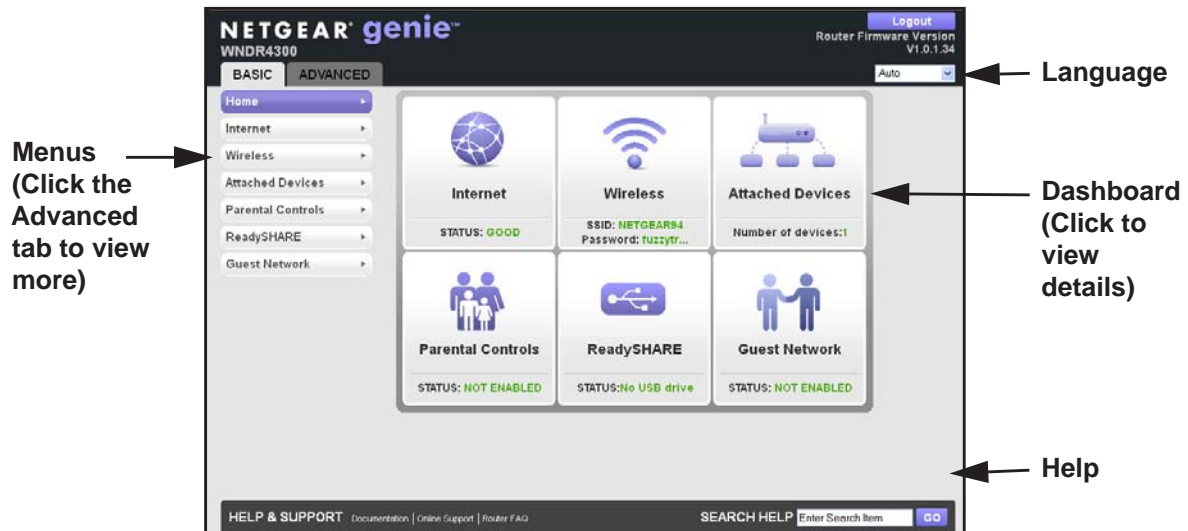 NETGEAR® genie™
WNDR4300
Logout
Router Firmware Version
V1.0.1.34
BASIC
ADVANCED
Auto
Language
Home
Internet
Wireless
Attached Devices
Parental Controls
ReadySHARE
Guest Network
Menus
(Click the
Advanced
tab to view
more)
Internet
STATUS: GOOD
Wireless
SSID: NETGEAR94
Password: fuzzytr...
Attached Devices
Number of devices:1
Parental Controls
STATUS: NOT ENABLED
ReadySHARE
STATUS:No USB drive
Guest Network
STATUS: NOT ENABLED
Dashboard
(Click to
view
details)
Help
HELP & SUPPORT Documentation | Online Support | Router FAQ
SEARCH HELP Enter Search Item GO